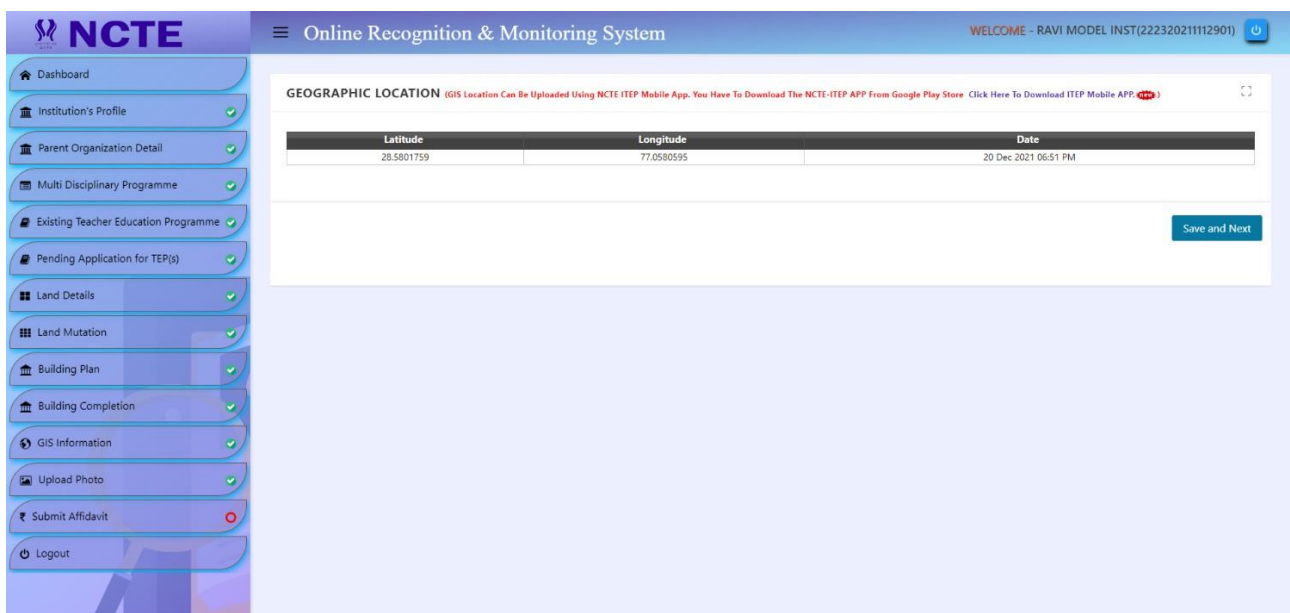 NCTE
Online Recognition & Monitoring System
WELCOME - RAVI MODEL INST(222320211112901)
Dashboard
Institution's Profile
Parent Organization Detail
Multi Disciplinary Programme
Existing Teacher Education Programme
Pending Application for TEP(s)
Land Details
Land Mutation
Building Plan
Building Completion
GIS Information
Upload Photo
₹ Submit Affidavit
Logout
GEOGRAPHIC LOCATION (GIS Location Can Be Uploaded Using NCTE ITEP Mobile App. You Have To Download The NCTE-ITEP APP From Google Play Store Click Here To Download ITEP Mobile APP. new )
Latitude Longitude Date
28.5801759 77.0580595 20 Dec 2021 06:51 PM
Save and Next